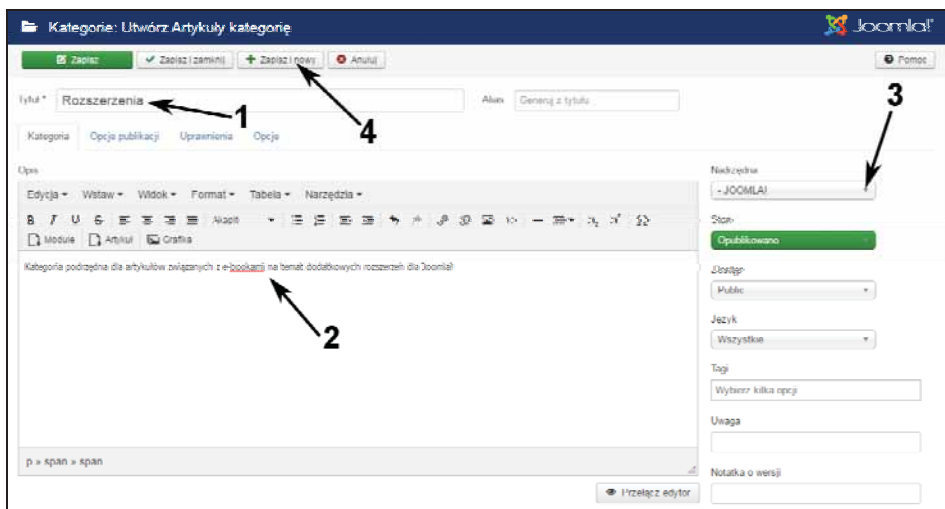 Kategorie: Utwórz Artykuły kategorię
Joomla!
Zapisz Zapisz i zamknij Zapisz i nowy Anuluj Pomoc
Tytuł * Rozszerzenia Alias Generuj z tytułu
1
4
3
Kategoria Opcje publikacji Uprawnienia Opcje
Opis
Edycja Wstaw Widok Format Tabela Narzędzia
B I U S Akapit
Module Artykuł Grafika
Kategoria podrzędna dla artykułów związanych z e-bookami na temat dodatkowych rozszerzeń dla Joomla!
2
p » span » span
Przełącz edytor
Nadrzędna
- JOOMLA!
Stan
Opublikowano
Dostęp
Public
Język
Wszystkie
Tagi
Wybierz kilka opcji
Uwaga
Notatka o wersji